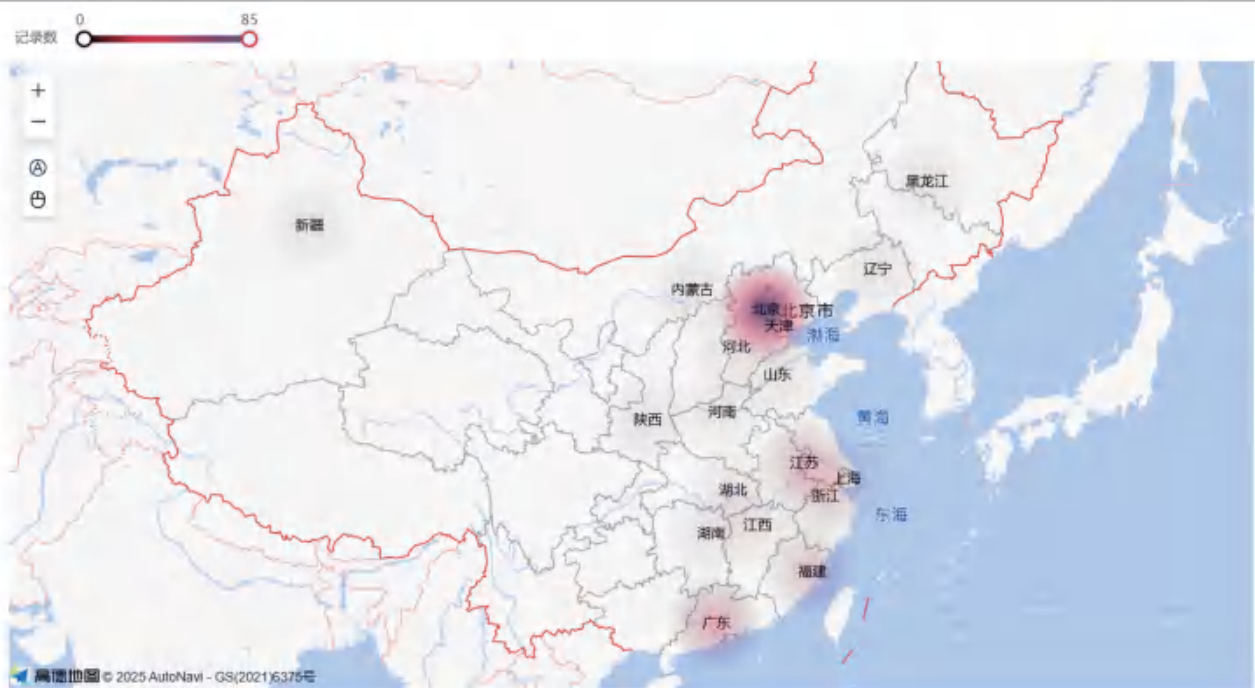 0
85
记录数
+
−
A
黑龙江
新疆
辽宁
内蒙古
北京
北京市
天津
渤海
河北
山东
河南
陕西
黄海
江苏
上海
湖北
浙江
东海
江西
湖南
福建
广东
高德地图 © 2025 AutoNavi - GS(2021)6375号